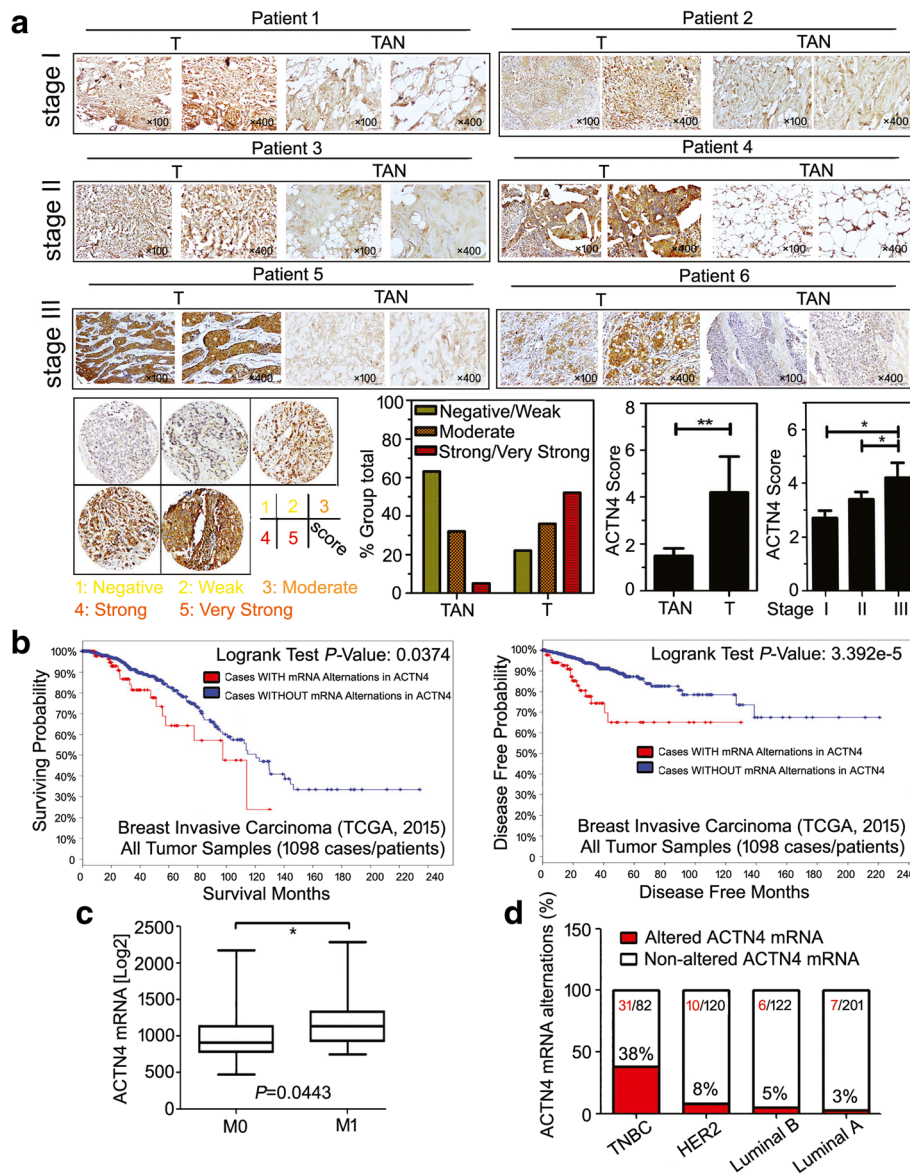 a
Patient 1
Patient 2
T TAN T TAN
stage I
×100 ×400 ×100 ×400 ×100 ×400 ×100 ×400
Patient 3
Patient 4
T TAN T TAN
stage II
×100 ×400 ×100 ×400 ×100 ×400 ×100 ×400
Patient 5
Patient 6
T TAN T TAN
stage III
×100 ×400 ×100 ×400 ×100 ×400 ×100 ×400
1 2 3
4 5 score
1: Negative 2: Weak 3: Moderate
4: Strong 5: Very Strong
% Group total
80
60
40
20
0
Negative/Weak
Moderate
Strong/Very Strong
TAN T
ACTN4 Score
8
6
4
2
0
**
TAN T
ACTN4 Score
6
4
2
0
*
*
Stage I II III
b
Surviving Probability
100%
90%
80%
70%
60%
50%
40%
30%
20%
10%
0
Logrank Test P-Value: 0.0374
Cases WITH mRNA Alternations in ACTN4
Cases WITHOUT mRNA Alternations in ACTN4
Breast Invasive Carcinoma (TCGA, 2015)
All Tumor Samples (1098 cases/patients)
0 20 40 60 80 100 120 140 160 180 200 220 240
Survival Months
Disease Free Probability
100%
90%
80%
70%
60%
50%
40%
30%
20%
10%
0
Logrank Test P-Value: 3.392e-5
Cases WITH mRNA Alternations in ACTN4
Cases WITHOUT mRNA Alternations in ACTN4
Breast Invasive Carcinoma (TCGA, 2015)
All Tumor Samples (1098 cases/patients)
0 20 40 60 80 100 120 140 160 180 200 220 240
Disease Free Months
c
ACTN4 mRNA [Log2]
2500
2000
1500
1000
500
0
*
P=0.0443
M0 M1
d
ACTN4 mRNA alternations (%)
Altered ACTN4 mRNA
Non-altered ACTN4 mRNA
150
100
50
0
31/82 10/120 6/122 7/201
38% 8% 5% 3%
TNBC HER2 Luminal B Luminal A